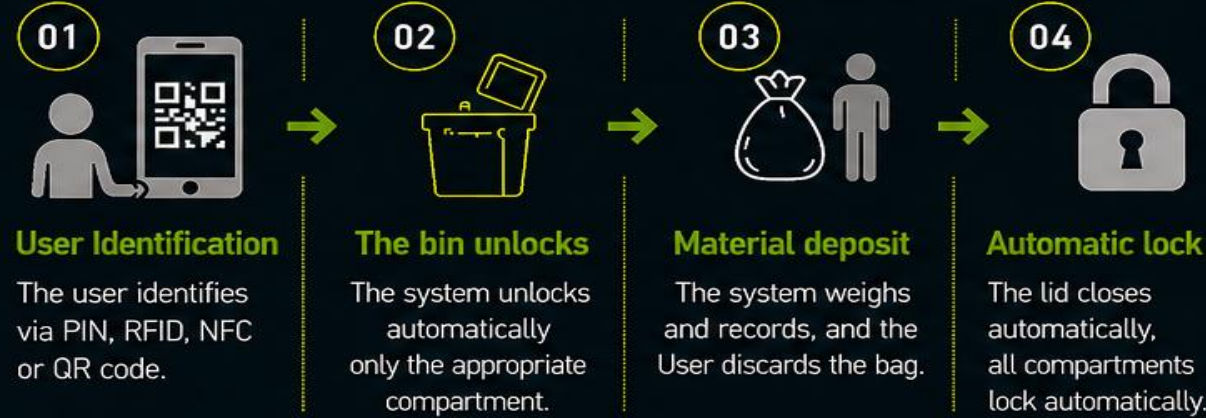 01
User Identification
The user identifies
via PIN, RFID, NFC
or QR code.
02
The bin unlocks
The system unlocks
automatically
only the appropriate
compartment.
03
Material deposit
The system weighs
and records, and the
User discards the bag.
04
Automatic lock
The lid closes
automatically,
all compartments
lock automatically.